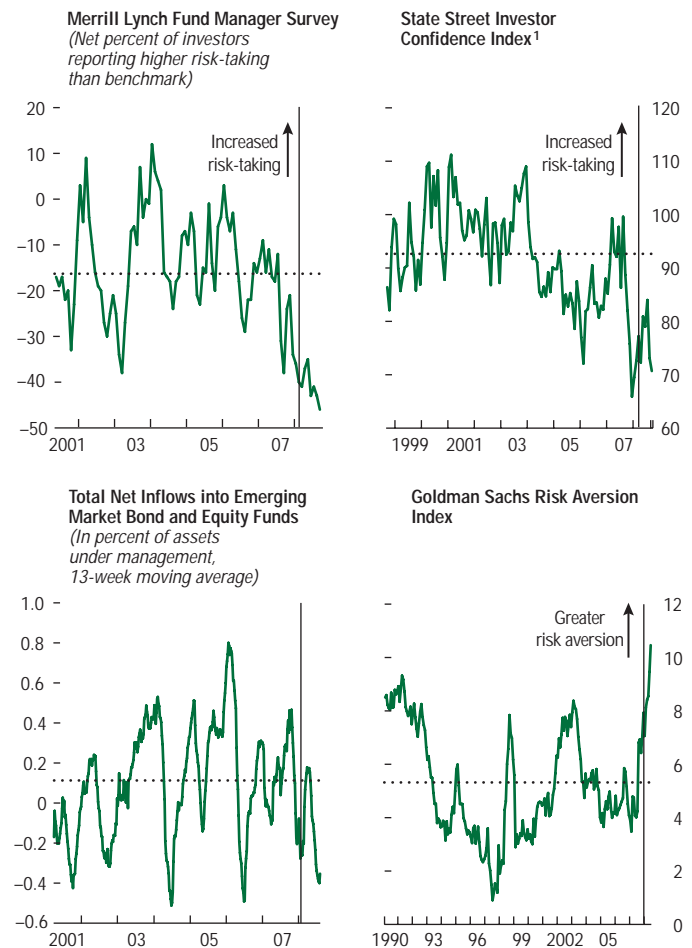 Merrill Lynch Fund Manager Survey
(Net percent of investors
reporting higher risk-taking
than benchmark)
20
10
0
–10
–20
–30
–40
–50
Increased
risk-taking
2001
03
05
07
State Street Investor
Confidence Index1
120
110
100
90
80
70
60
Increased
risk-taking
1999
2001
03
05
07
Total Net Inflows into Emerging
Market Bond and Equity Funds
(In percent of assets
under management,
13-week moving average)
1.0
0.8
0.6
0.4
0.2
0
–0.2
–0.4
–0.6
2001
03
05
07
Goldman Sachs Risk Aversion
Index
12
10
8
6
4
2
0
Greater
risk aversion
1990
93
96
99
2002
05